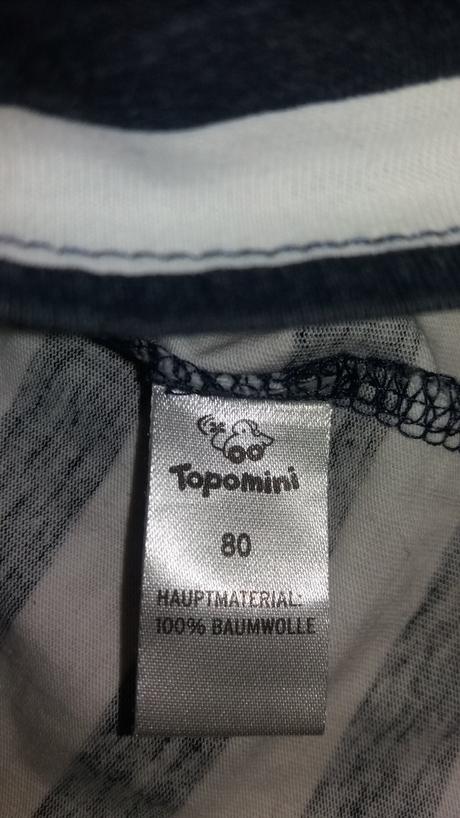 Topomini
80
HAUPTMATERIAL:
100% BAUMWOLLE